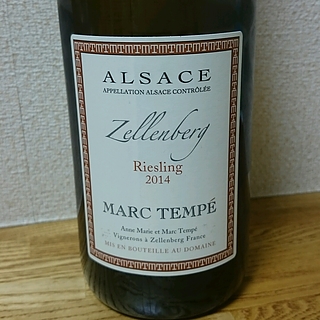 ALSACE
APPELLATION ALSACE CONTRÔLÉE
Zellenberg
Riesling
2014
MARC TEMPÉ
Anne Marie et Marc Tempé
Vignerons à Zellenberg France
MIS EN BOUTEILLE AU DOMAINE